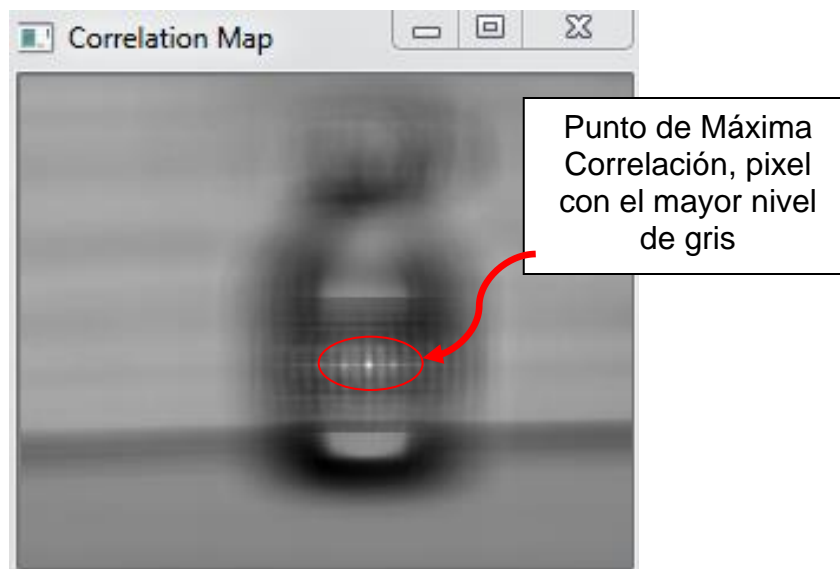 Correlation Map
Punto de Máxima
Correlación, pixel
con el mayor nivel
de gris